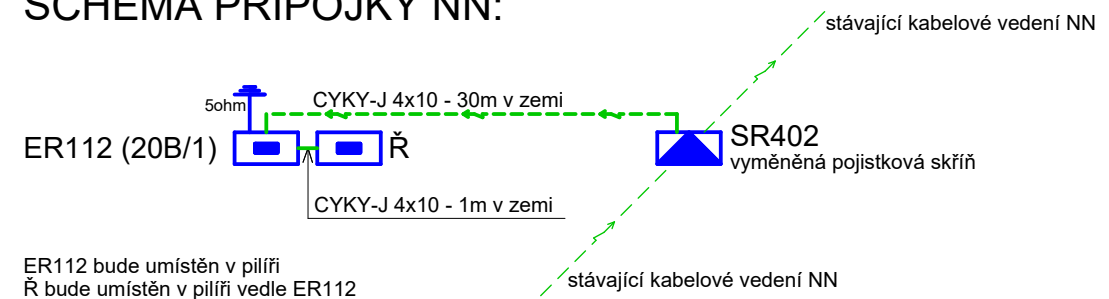 SCHÉMA PŘÍPOJKY NN:
stávající kabelové vedení NN
5ohm
CYKY-J 4x10 - 30m v zemi
ER112 (20B/1)
Ř
SR402
vyměněná pojistková skříň
CYKY-J 4x10 - 1m v zemi
ER112 bude umístěn v pilíři
Ř bude umístěn v pilíři vedle ER112
stávající kabelové vedení NN